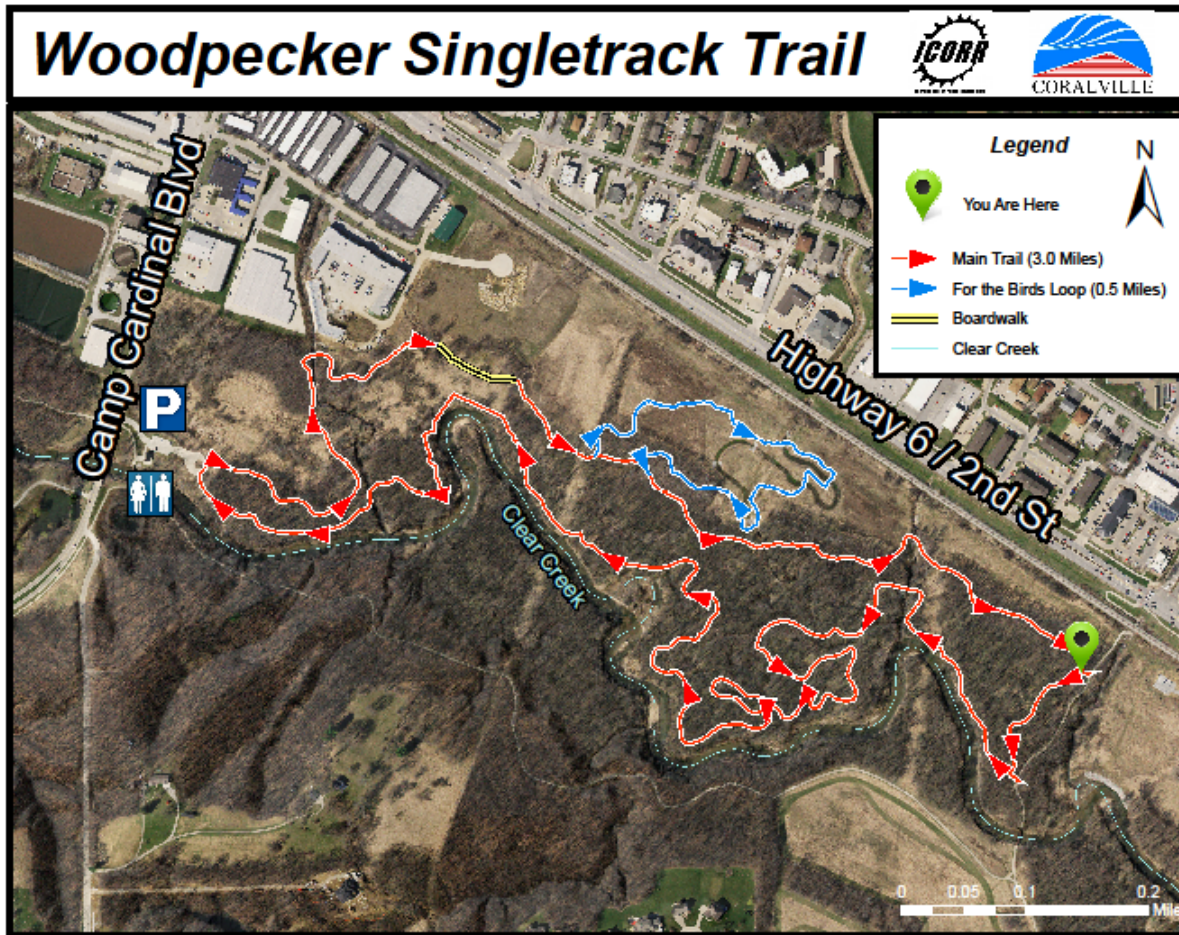 Woodpecker Singletrack Trail
ICORR
CORALVILLE
Legend
N
You Are Here
Main Trail (3.0 Miles)
For the Birds Loop (0.5 Miles)
Boardwalk
Clear Creek
Camp Cardinal Blvd
Highway 6 / 2nd St
P
Clear Creek
0 0.05 0.1 0.2
Mile